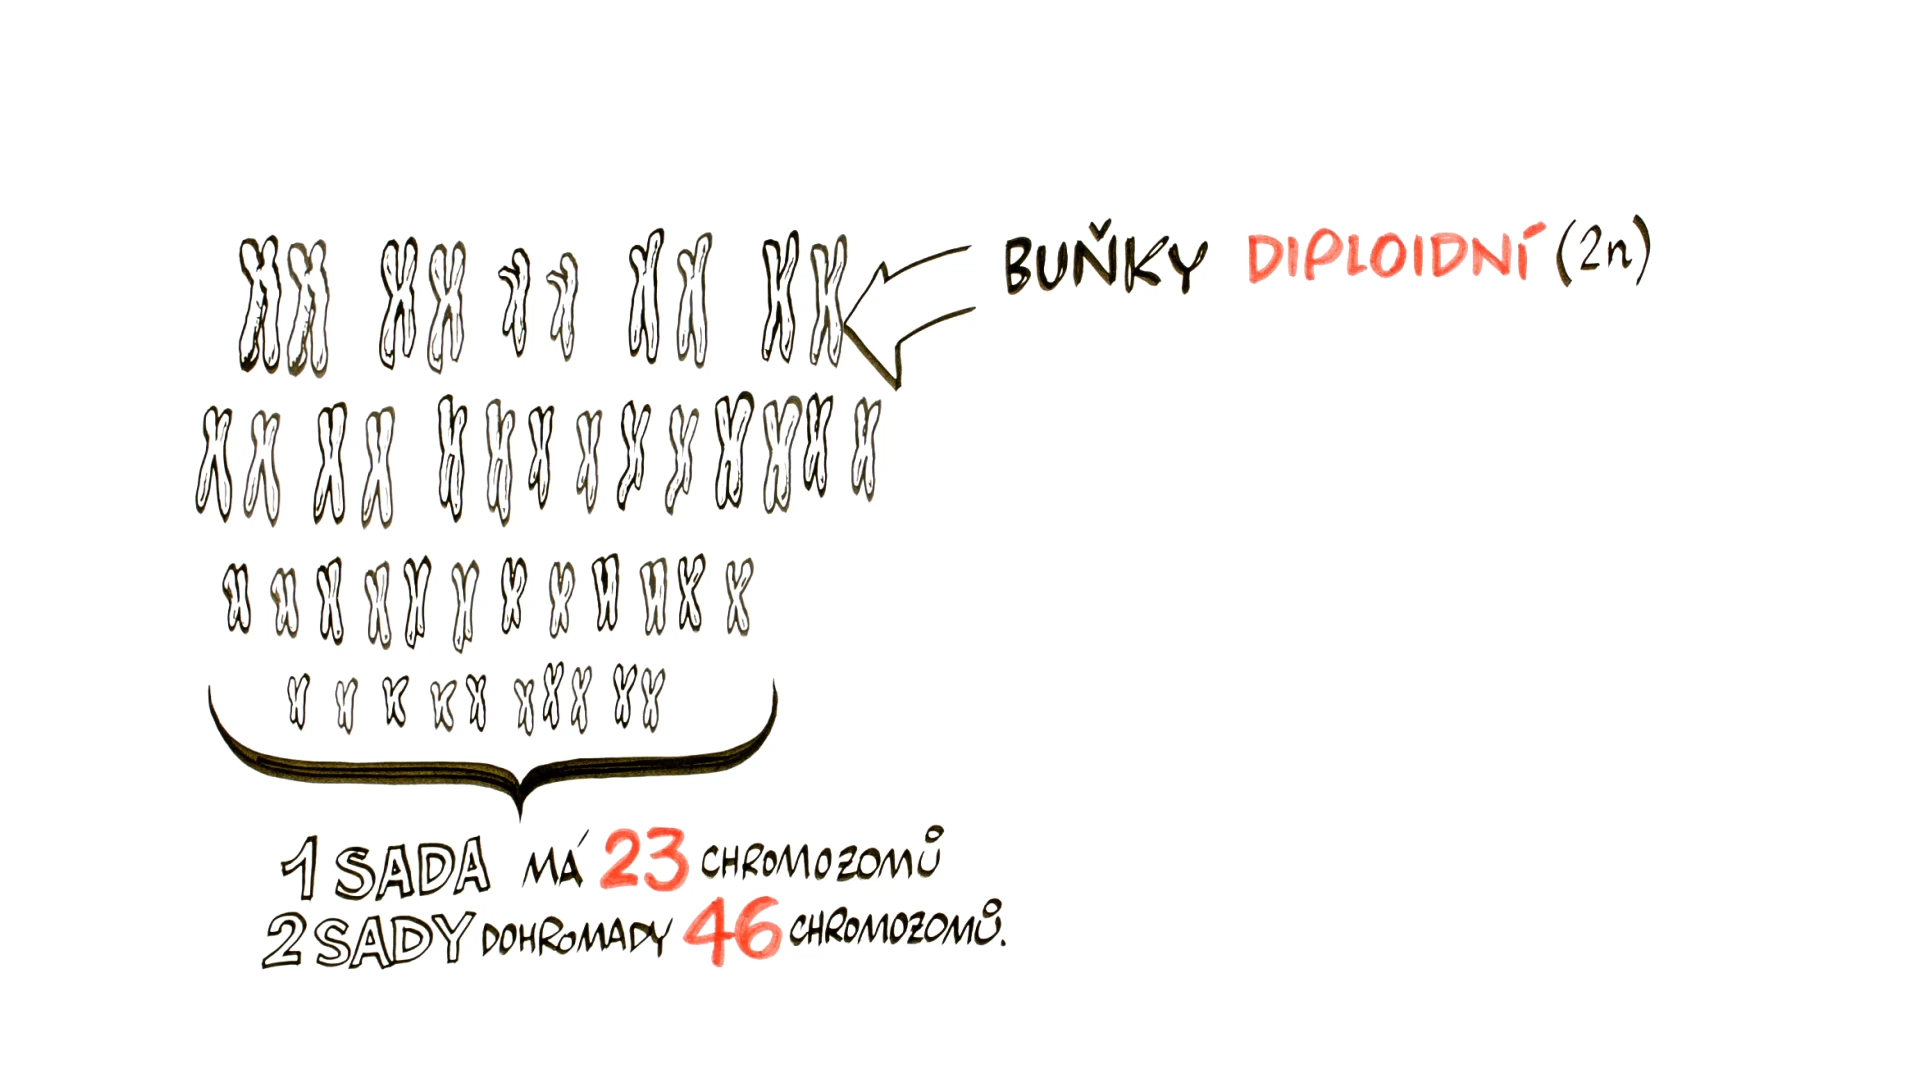 BUŇKY DIPLOIDNÍ (2n)
1 SADA MÁ 23 CHROMOZOMŮ
2 SADY DOHROMADY 46 CHROMOZOMŮ.